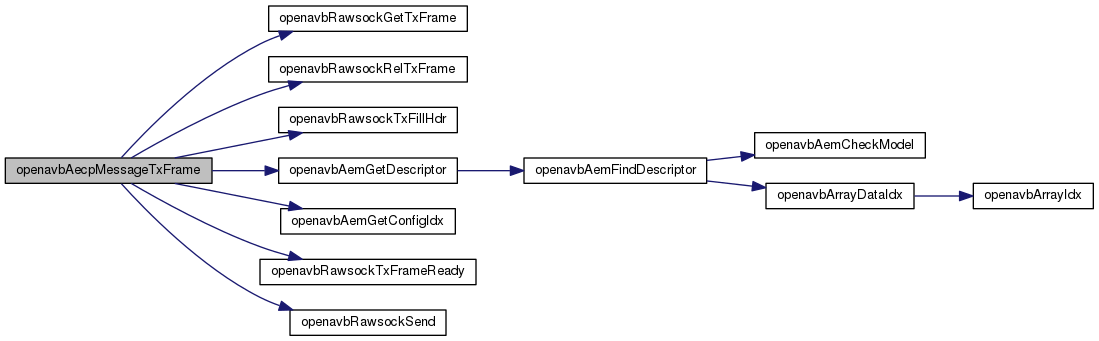 openavbRawsockGetTxFrame
openavbRawsockRelTxFrame
openavbRawsockTxFillHdr
openavbAemCheckModel
openavbAecpMessageTxFrame
openavbAemGetDescriptor
openavbAemFindDescriptor
openavbArrayDataIdx
openavbArrayIdx
openavbAemGetConfigIdx
openavbRawsockTxFrameReady
openavbRawsockSend